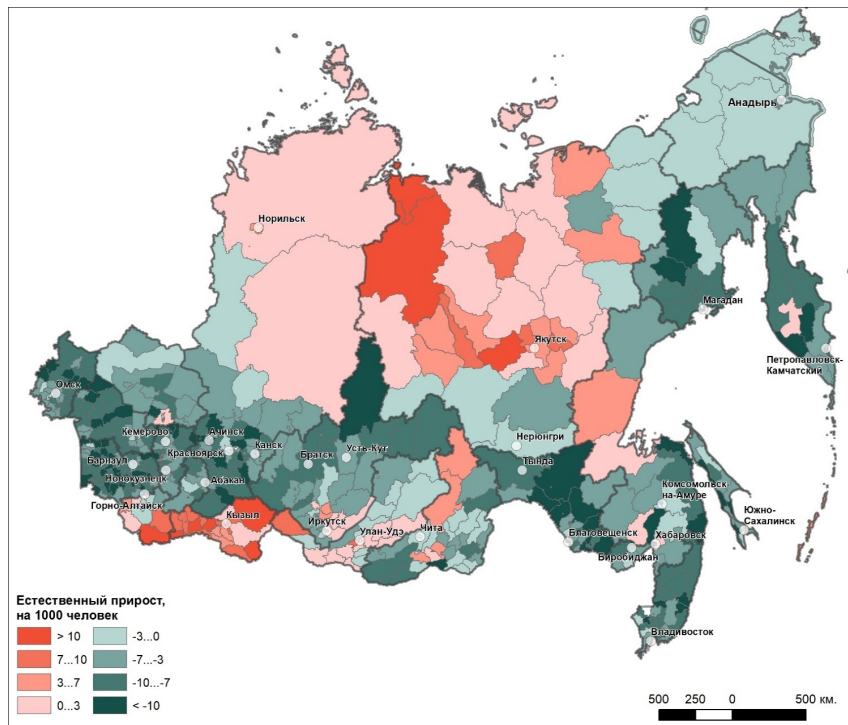 Анадырь
Норильск
Магадан
Якутск
Петропавловск-
Камчатский
Омск
Кемерово
Ачинск
Нерюнгри
Красноярск
Канск
Братск
Усть-Кут
Барнаул
Тында
Новокузнецк
Абакан
Комсомольск-
на-Амуре
Горно-Алтайск
Кызыл
Иркутск
Улан-Удэ
Чита
Южно-
Сахалинск
Благовещенск
Хабаровск
Биробиджан
Владивосток
Естественный прирост,
на 1000 человек
> 10 -3...0
7...10 -7...-3
3...7 -10...-7
0...3 < -10
500 250 0 500 км.